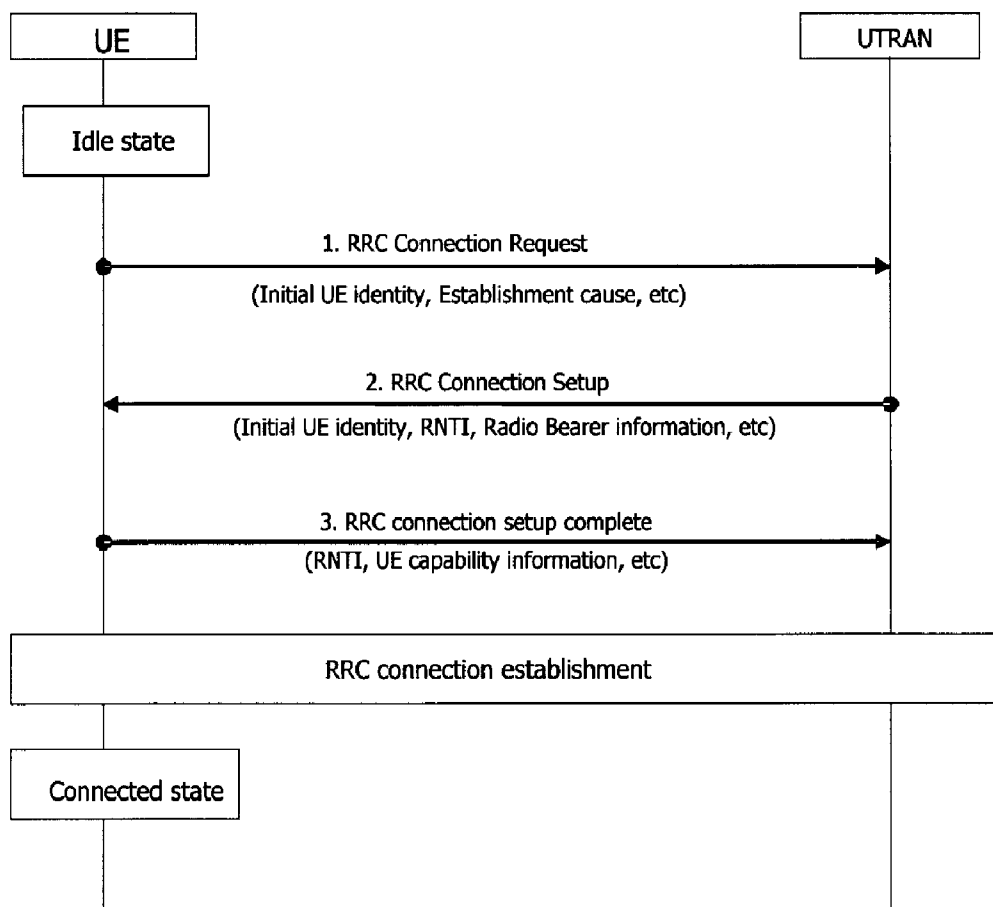 UE
UTRAN
Idle state
1. RRC Connection Request
(Initial UE identity, Establishment cause, etc)
2. RRC Connection Setup
(Initial UE identity, RNTI, Radio Bearer information, etc)
3. RRC connection setup complete
(RNTI, UE capability information, etc)
RRC connection establishment
Connected state